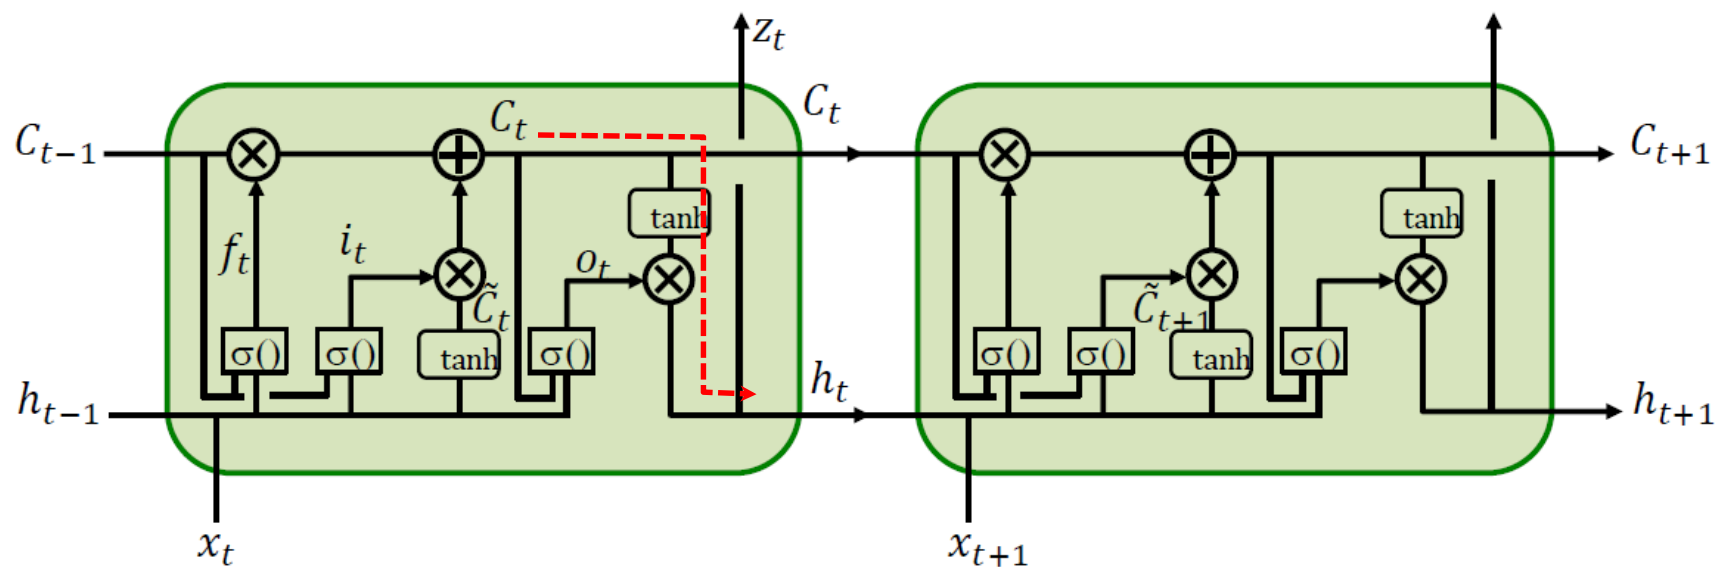 z_t
C_{t-1} C_t C_t C_{t+1}
tanh tanh
f_t i_t o_t
C̃_t C̃_{t+1}
σ() σ() tanh σ() σ() σ() tanh σ()
h_{t-1} h_t h_{t+1}
x_t x_{t+1}